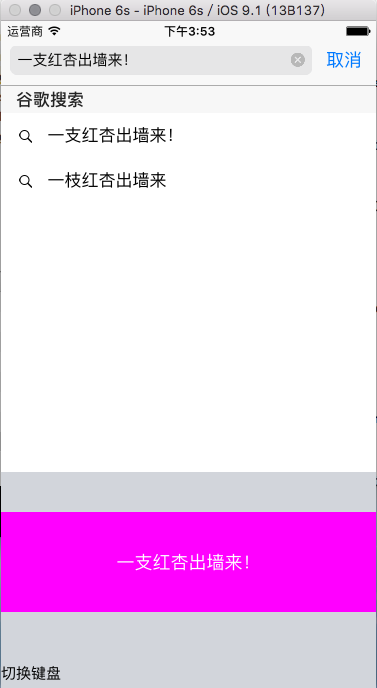 iPhone 6s - iPhone 6s / iOS 9.1 (13B137)
运营商 下午3:53
一支红杏出墙来! 取消
谷歌搜索
一支红杏出墙来!
一枝红杏出墙来
一支红杏出墙来!
切换键盘